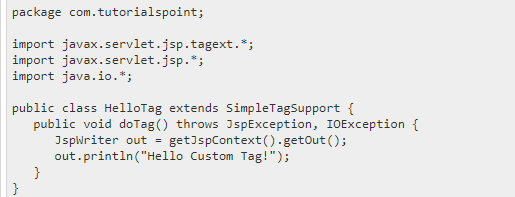 package com.tutorialspoint;

import javax.servlet.jsp.tagext.*;
import javax.servlet.jsp.*;
import java.io.*;

public class HelloTag extends SimpleTagSupport {
   public void doTag() throws JspException, IOException {
      JspWriter out = getJspContext().getOut();
      out.println("Hello Custom Tag!");
   }
}